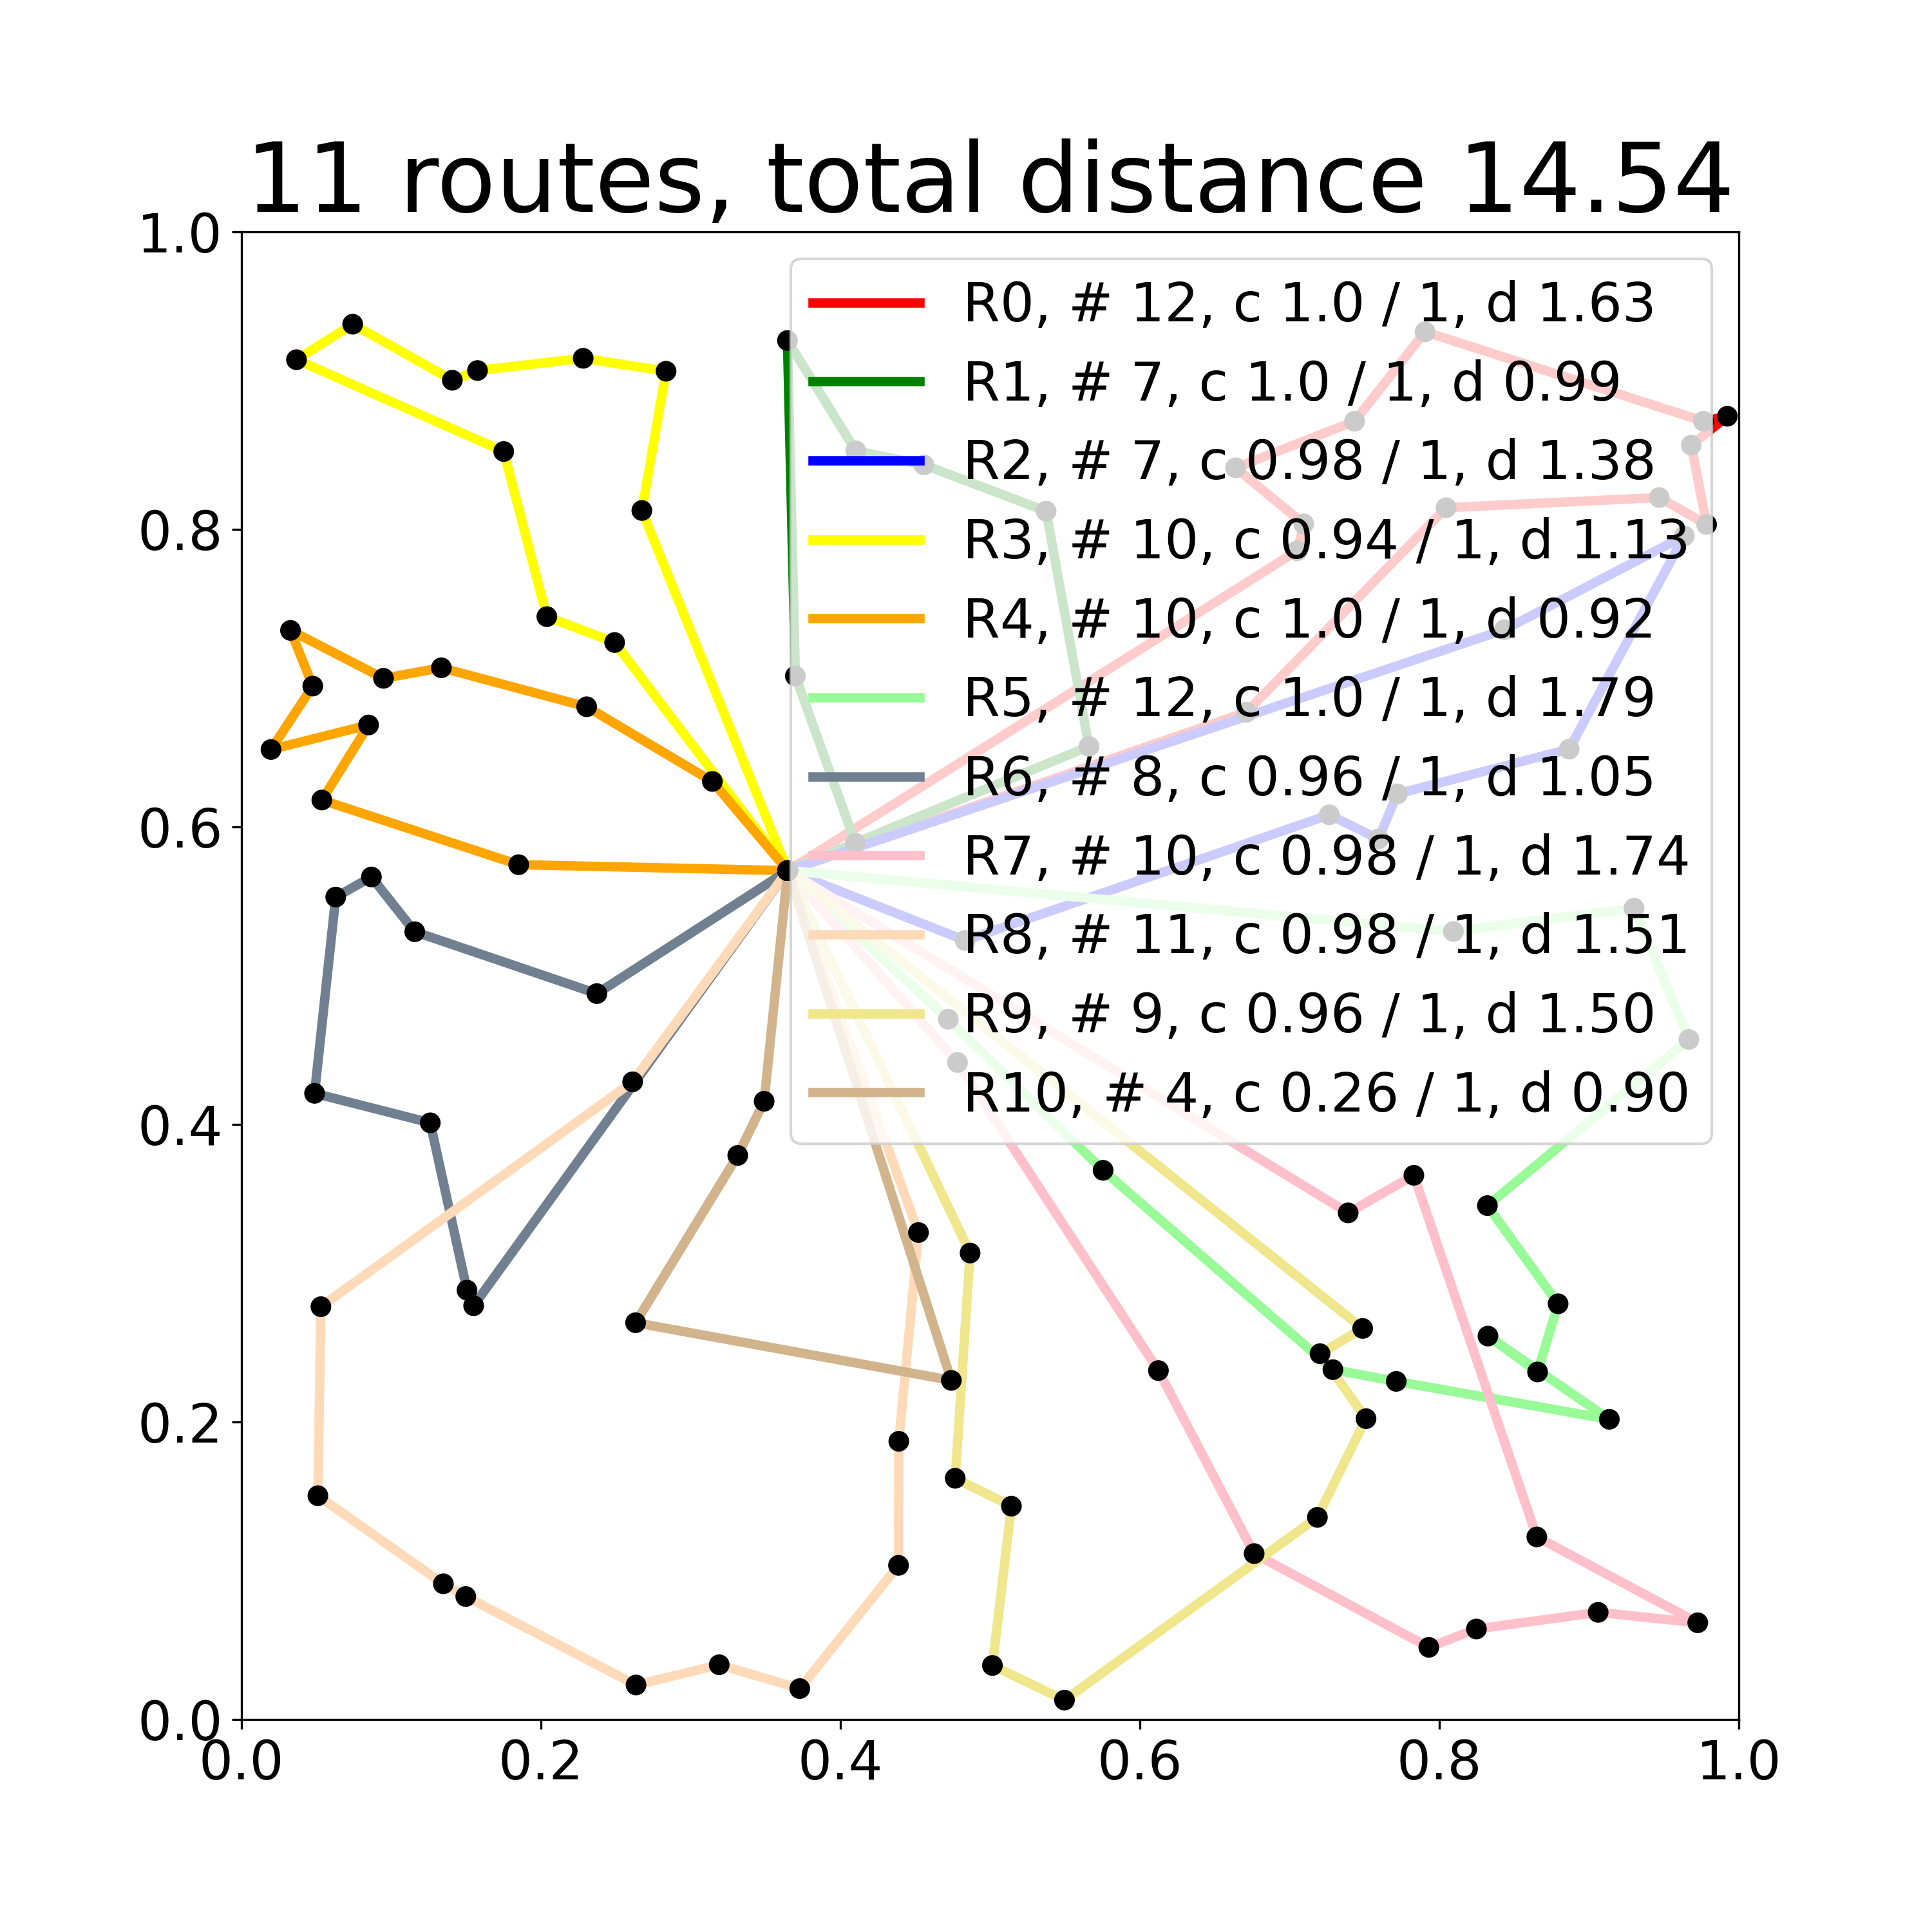 11 routes, total distance 14.54
1.0
0.8
0.6
0.4
0.2
0.0
0.0 0.2 0.4 0.6 0.8 1.0
R0, # 12, c 1.0 / 1, d 1.63
R1, # 7, c 1.0 / 1, d 0.99
R2, # 7, c 0.98 / 1, d 1.38
R3, # 10, c 0.94 / 1, d 1.13
R4, # 10, c 1.0 / 1, d 0.92
R5, # 12, c 1.0 / 1, d 1.79
R6, # 8, c 0.96 / 1, d 1.05
R7, # 10, c 0.98 / 1, d 1.74
R8, # 11, c 0.98 / 1, d 1.51
R9, # 9, c 0.96 / 1, d 1.50
R10, # 4, c 0.26 / 1, d 0.90